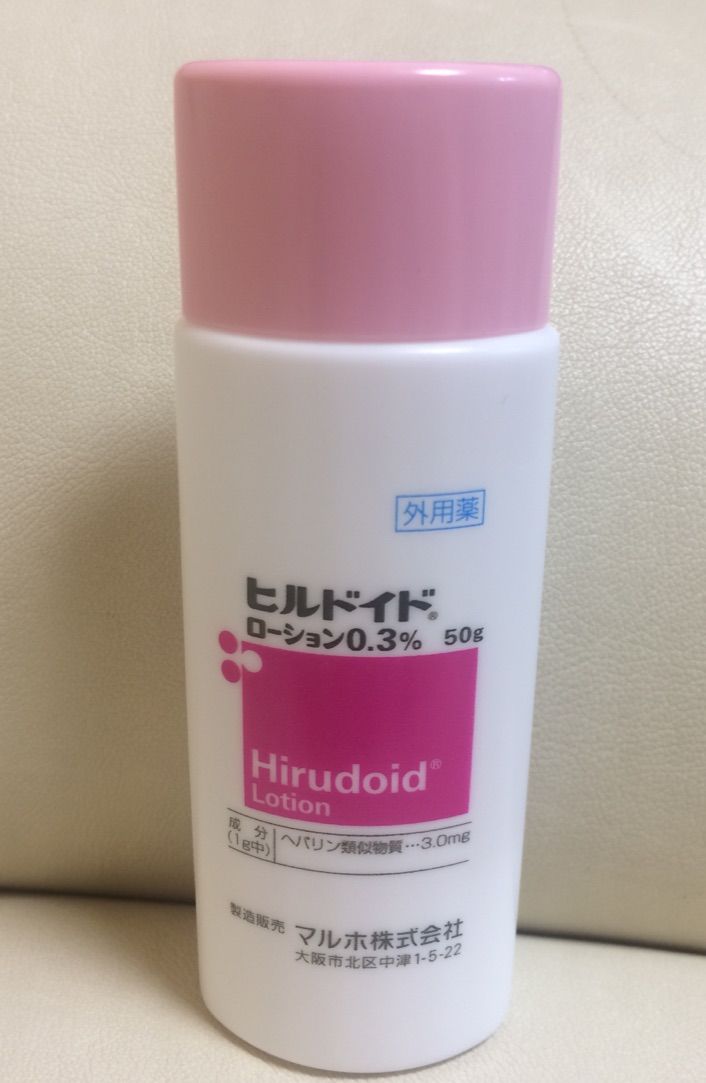 外用薬
ヒルドイド®
ローション0.3% 50g
Hirudoid®
Lotion
成分
(1g中)
ヘパリン類似物質…3.0mg
製造販売 マルホ株式会社
大阪市北区中津1-5-22